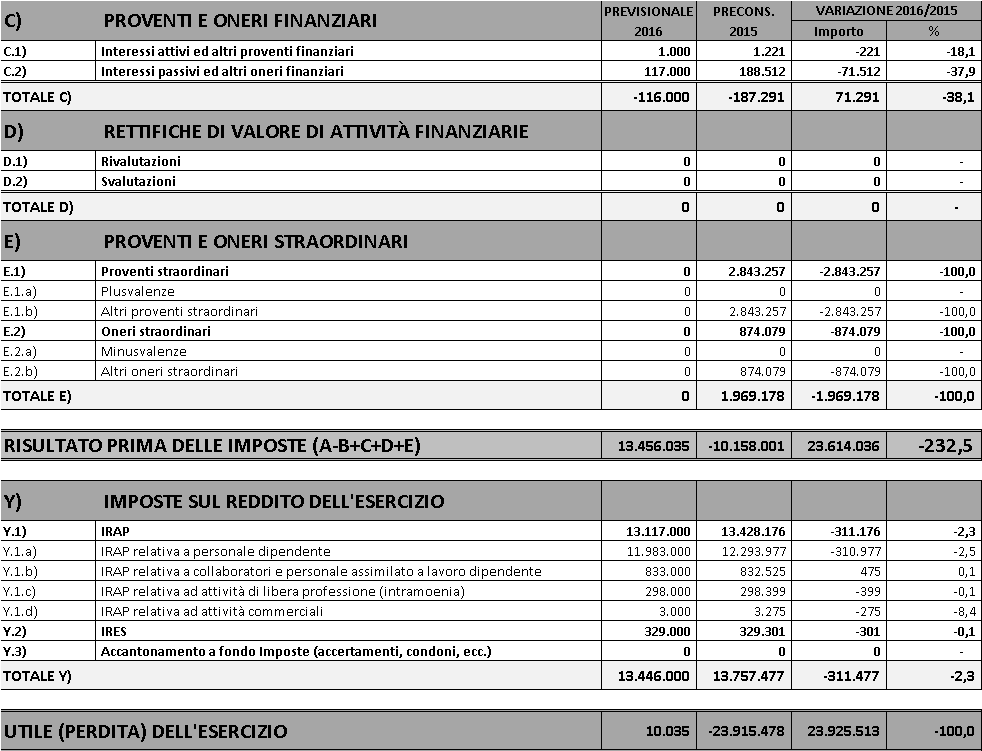 C) PROVENTI E ONERI FINANZIARI PREVISIONALE PRECONS. VARIAZIONE 2016/2015
2016 2015 Importo %
C.1) Interessi attivi ed altri proventi finanziari 1.000 1.221 -221 -18,1
C.2) Interessi passivi ed altri oneri finanziari 117.000 188.512 -71.512 -37,9
TOTALE C) -116.000 -187.291 71.291 -38,1
D) RETTIFICHE DI VALORE DI ATTIVITÀ FINANZIARIE
D.1) Rivalutazioni 0 0 0 -
D.2) Svalutazioni 0 0 0 -
TOTALE D) 0 0 0 -
E) PROVENTI E ONERI STRAORDINARI
E.1) Proventi straordinari 0 2.843.257 -2.843.257 -100,0
E.1.a) Plusvalenze 0 0 0 -
E.1.b) Altri proventi straordinari 0 2.843.257 -2.843.257 -100,0
E.2) Oneri straordinari 0 874.079 -874.079 -100,0
E.2.a) Minusvalenze 0 0 0 -
E.2.b) Altri oneri straordinari 0 874.079 -874.079 -100,0
TOTALE E) 0 1.969.178 -1.969.178 -100,0
RISULTATO PRIMA DELLE IMPOSTE (A-B+C+D+E) 13.456.035 -10.158.001 23.614.036 -232,5
Y) IMPOSTE SUL REDDITO DELL'ESERCIZIO
Y.1) IRAP 13.117.000 13.428.176 -311.176 -2,3
Y.1.a) IRAP relativa a personale dipendente 11.983.000 12.293.977 -310.977 -2,5
Y.1.b) IRAP relativa a collaboratori e personale assimilato a lavoro dipendente 833.000 832.525 475 0,1
Y.1.c) IRAP relativa ad attività di libera professione (intramoenia) 298.000 298.399 -399 -0,1
Y.1.d) IRAP relativa ad attività commerciali 3.000 3.275 -275 -8,4
Y.2) IRES 329.000 329.301 -301 -0,1
Y.3) Accantonamento a fondo Imposte (accertamenti, condoni, ecc.) 0 0 0 -
TOTALE Y) 13.446.000 13.757.477 -311.477 -2,3
UTILE (PERDITA) DELL'ESERCIZIO 10.035 -23.915.478 23.925.513 -100,0